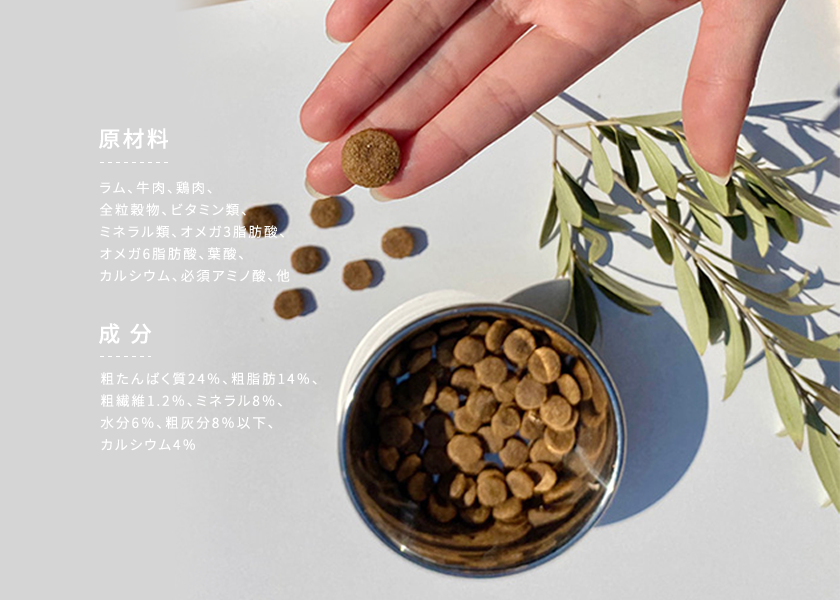 原材料
ラム、牛肉、鶏肉、
全粒穀物、ビタミン類、
ミネラル類、オメガ3脂肪酸、
オメガ6脂肪酸、葉酸、
カルシウム、必須アミノ酸、他
成分
粗たんぱく質24%、粗脂肪14%、
粗繊維1.2%、ミネラル8%、
水分6%、粗灰分8%以下、
カルシウム4%